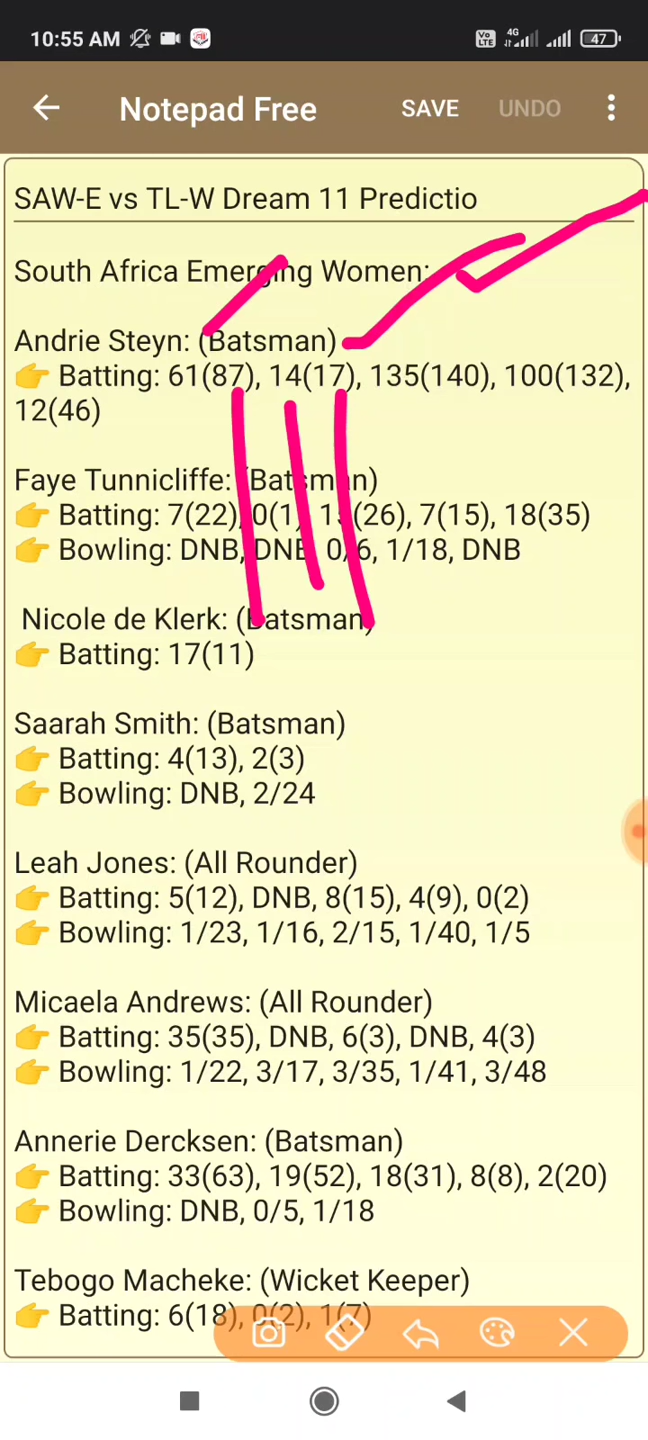 10:55 AM
Vo
LTE
4G
47
Notepad Free
SAVE
UNDO
SAW-E vs TL-W Dream 11 Predictio
South Africa Emerging Women:
Andrie Steyn: (Batsman)
👉 Batting: 61(87), 14(17), 135(140), 100(132),
12(46)
Faye Tunnicliffe: (Batsman)
👉 Batting: 7(22), 0(1), (26), 7(15), 18(35)
👉 Bowling: DNB, DNB, 0/6, 1/18, DNB
Nicole de Klerk: (Batsman)
👉 Batting: 17(11)
Saarah Smith: (Batsman)
👉 Batting: 4(13), 2(3)
👉 Bowling: DNB, 2/24
Leah Jones: (All Rounder)
👉 Batting: 5(12), DNB, 8(15), 4(9), 0(2)
👉 Bowling: 1/23, 1/16, 2/15, 1/40, 1/5
Micaela Andrews: (All Rounder)
👉 Batting: 35(35), DNB, 6(3), DNB, 4(3)
👉 Bowling: 1/22, 3/17, 3/35, 1/41, 3/48
Annerie Dercksen: (Batsman)
👉 Batting: 33(63), 19(52), 18(31), 8(8), 2(20)
👉 Bowling: DNB, 0/5, 1/18
Tebogo Macheke: (Wicket Keeper)
👉 Batting: 6(18), 0(2), 1(7)